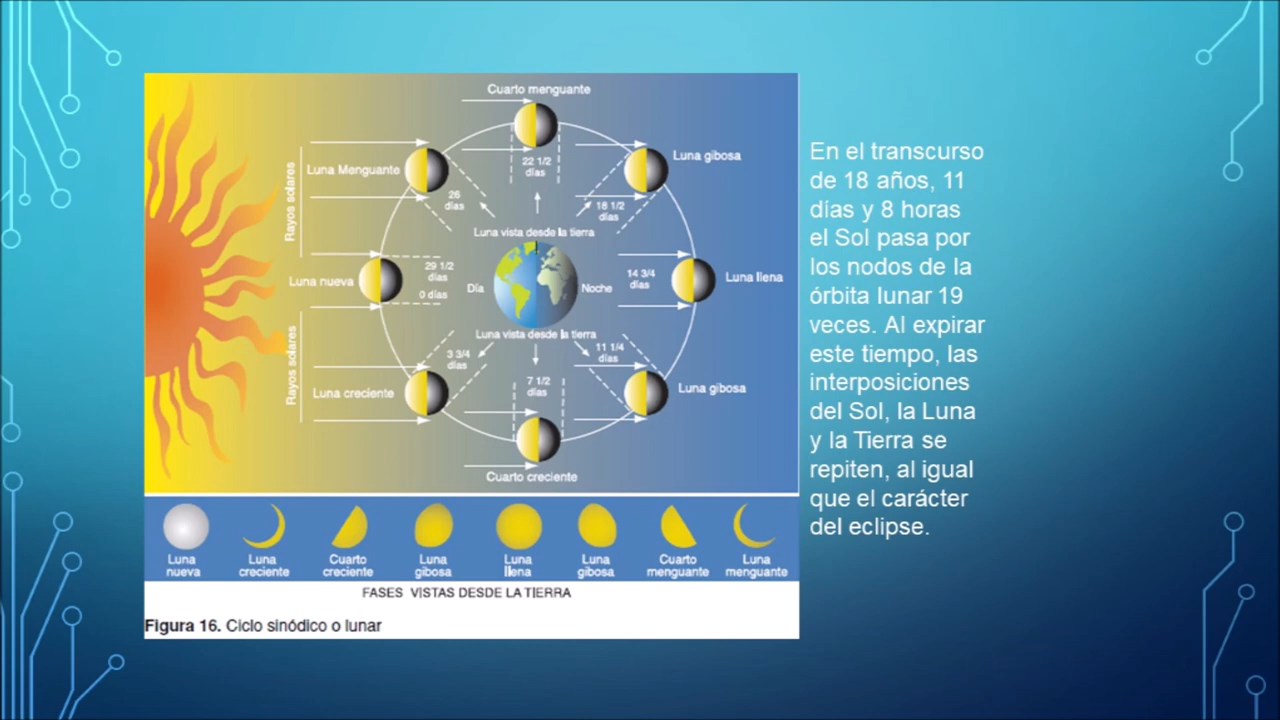 Cuarto menguante
Luna gibosa
Luna Menguante
22 1/2
días
26
días
18 1/2
días
Rayos solares
Luna vista desde la tierra
Luna nueva
29 1/2
días
0 días
Día
Noche
14 3/4
días
Luna llena
Luna vista desde la tierra
Rayos solares
3 3/4
días
11 1/4
días
7 1/2
días
Luna creciente
Luna gibosa
Cuarto creciente
Luna
nueva
Luna
creciente
Cuarto
creciente
Luna
gibosa
Luna
llena
Luna
gibosa
Cuarto
menguante
Luna
menguante
FASES VISTAS DESDE LA TIERRA
Figura 16. Ciclo sinódico o lunar
En el transcurso
de 18 años, 11
días y 8 horas
el Sol pasa por
los nodos de la
órbita lunar 19
veces. Al expirar
este tiempo, las
interposiciones
del Sol, la Luna
y la Tierra se
repiten, al igual
que el carácter
del eclipse.